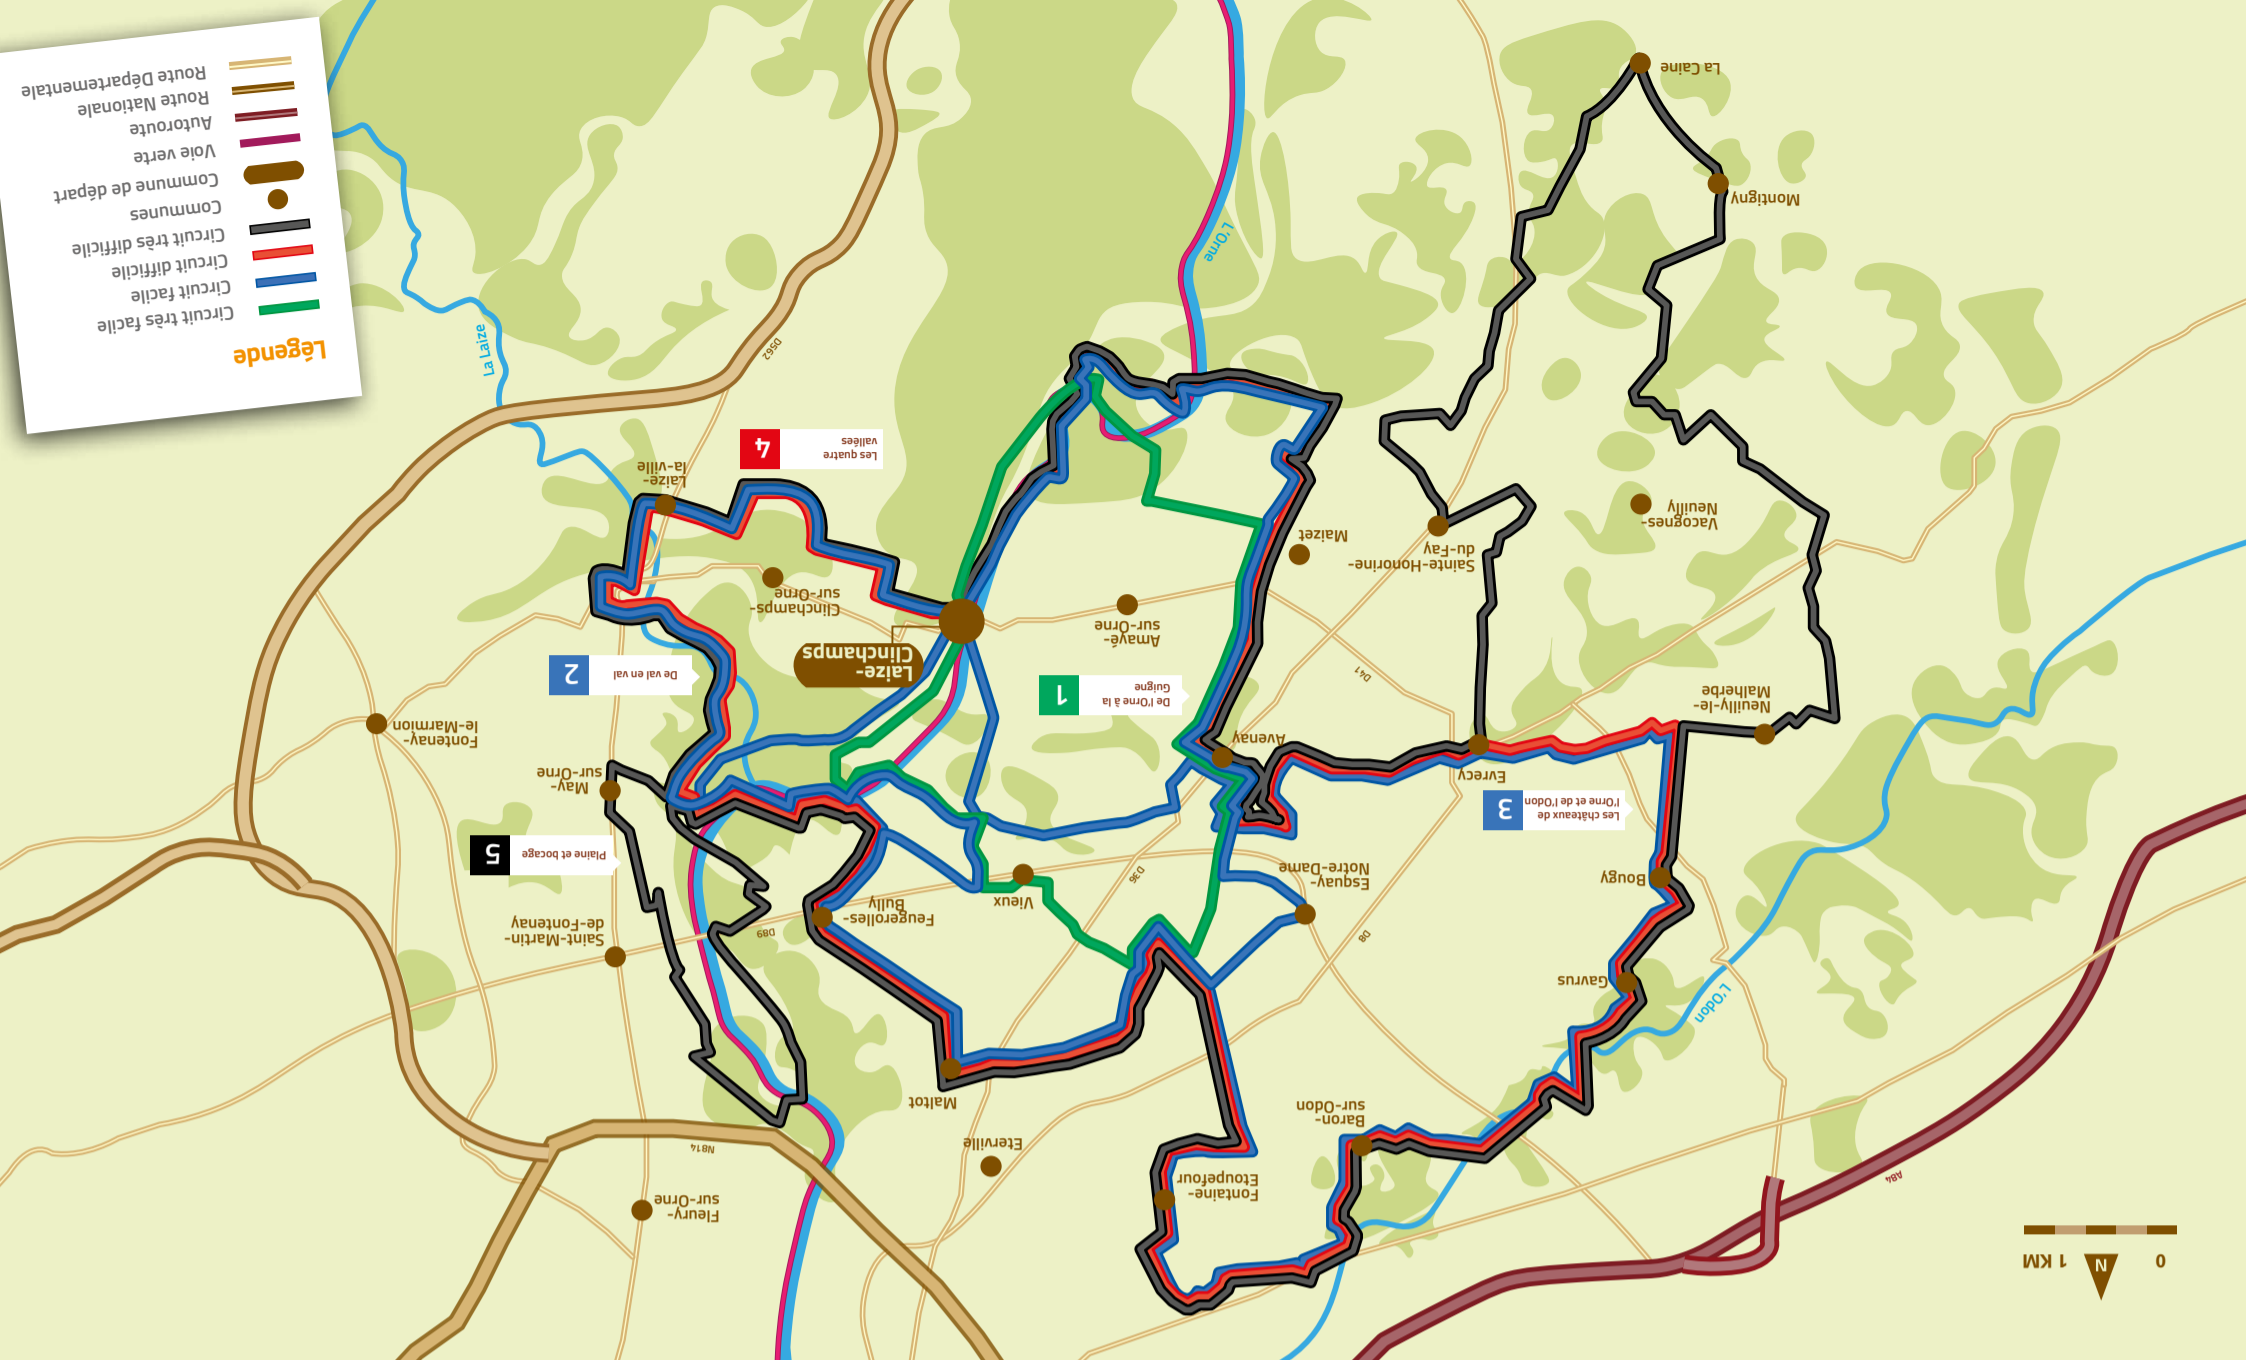 0
1 KM
N
A84
Fleury-
sur-Orne
Fontaine-
Etoupefour
Eterville
N814
Baron-
sur-Odon
Maltot
L'Odon
Gavrus
Saint-Martin-
de-Fontenay
D89
D8
Feugerolles-
Bully
Vieux
D36
Esquay-
Notre-Dame
Bougy
5
Plaine et bocage
3
Les châteaux de
l'Orne et de l'Odon
May-
sur-Orne
Evrecy
Avenay
Fontenay-
le-Marmion
Neuilly-le-
Malherbe
1
De l'Orne à la
Guigne
2
De val en val
Laize-
Clinchamps
D41
Amayé-
sur-Orne
Clinchamps-
sur-Orne
Sainte-Honorine-
du-Fay
Maizet
Vacognes-
Neuilly
Laize-
la-ville
4
Les quatre
vallées
D562
La Laize
L'Orne
Montigny
La Caine
Légende
Circuit très facile
Circuit facile
Circuit difficile
Circuit très difficile
Communes
Commune de départ
Voie verte
Autoroute
Route Nationale
Route Départementale